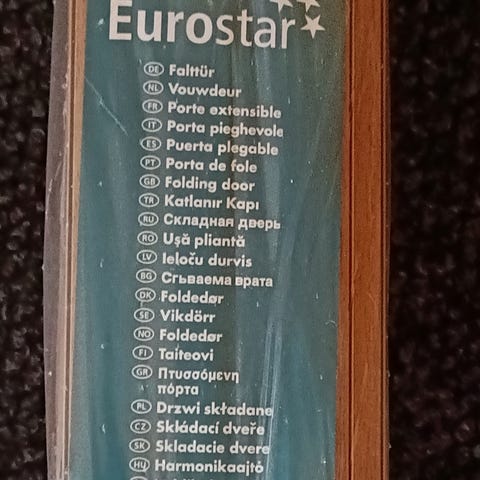 Eurostar
DE Falttür
NL Vouwdeur
FR Porte extensible
IT Porta pieghevole
ES Puerta plegable
PT Porta de fole
GB Folding door
TR Katlanır Kapı
RU Складная дверь
RO Ușă pliantă
LV Ieloču durvis
BG Сгъваема врата
DK Foldedør
SE Vikdörr
NO Foldedør
FI Taiteovi
GR Πτυσσόμενη
πόρτα
PL Drzwi składane
CZ Skládací dveře
SK Skladacie dvere
HU Harmonikaajtó